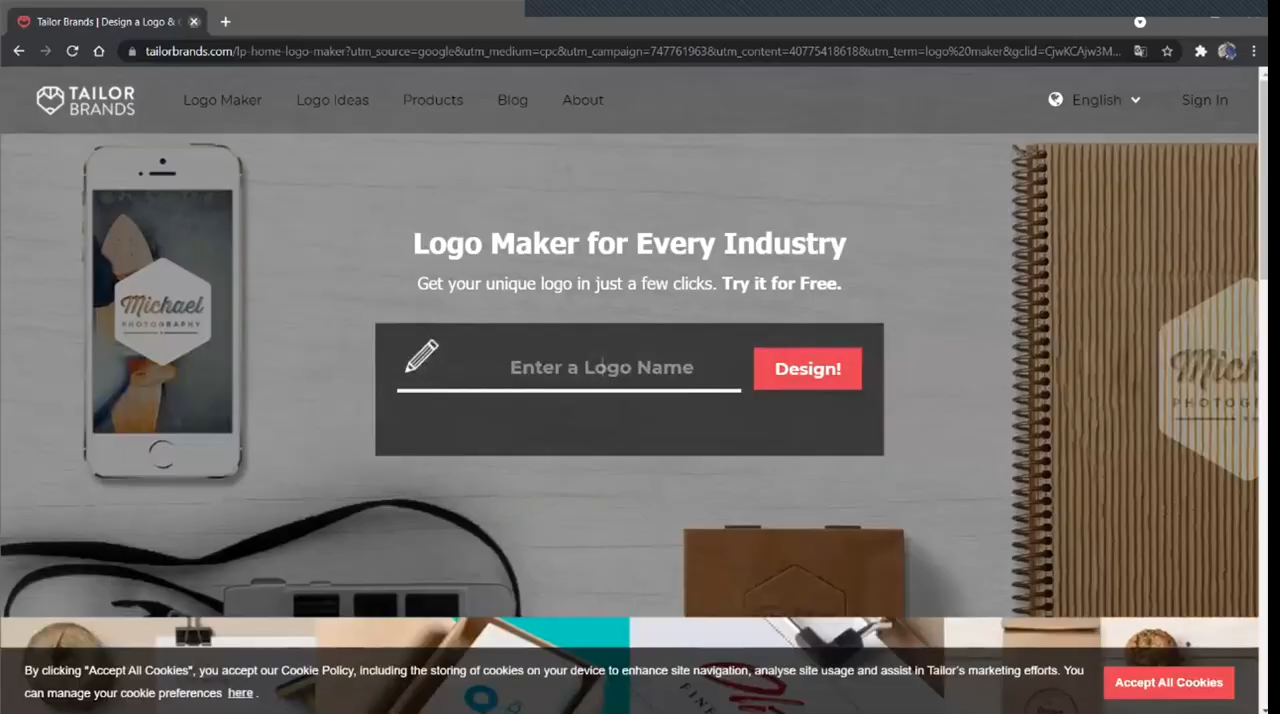 Tailor Brands | Design a Logo &
tailorbrands.com/lp-home-logo-maker?utm_source=google&utm_medium=cpc&utm_campaign=7477619638&utm_content=40775418618&utm_term=logo%20maker&gclid=CjwKCAjw3M...
TAILOR
BRANDS
Logo Maker
Logo Ideas
Products
Blog
About
English
Sign In
Logo Maker for Every Industry
Get your unique logo in just a few clicks. Try it for Free.
Enter a Logo Name
Design!
Michael
PHOTOGRAPHY
By clicking "Accept All Cookies", you accept our Cookie Policy, including the storing of cookies on your device to enhance site navigation, analyse site usage and assist in Tailor's marketing efforts. You
can manage your cookie preferences here .
Accept All Cookies